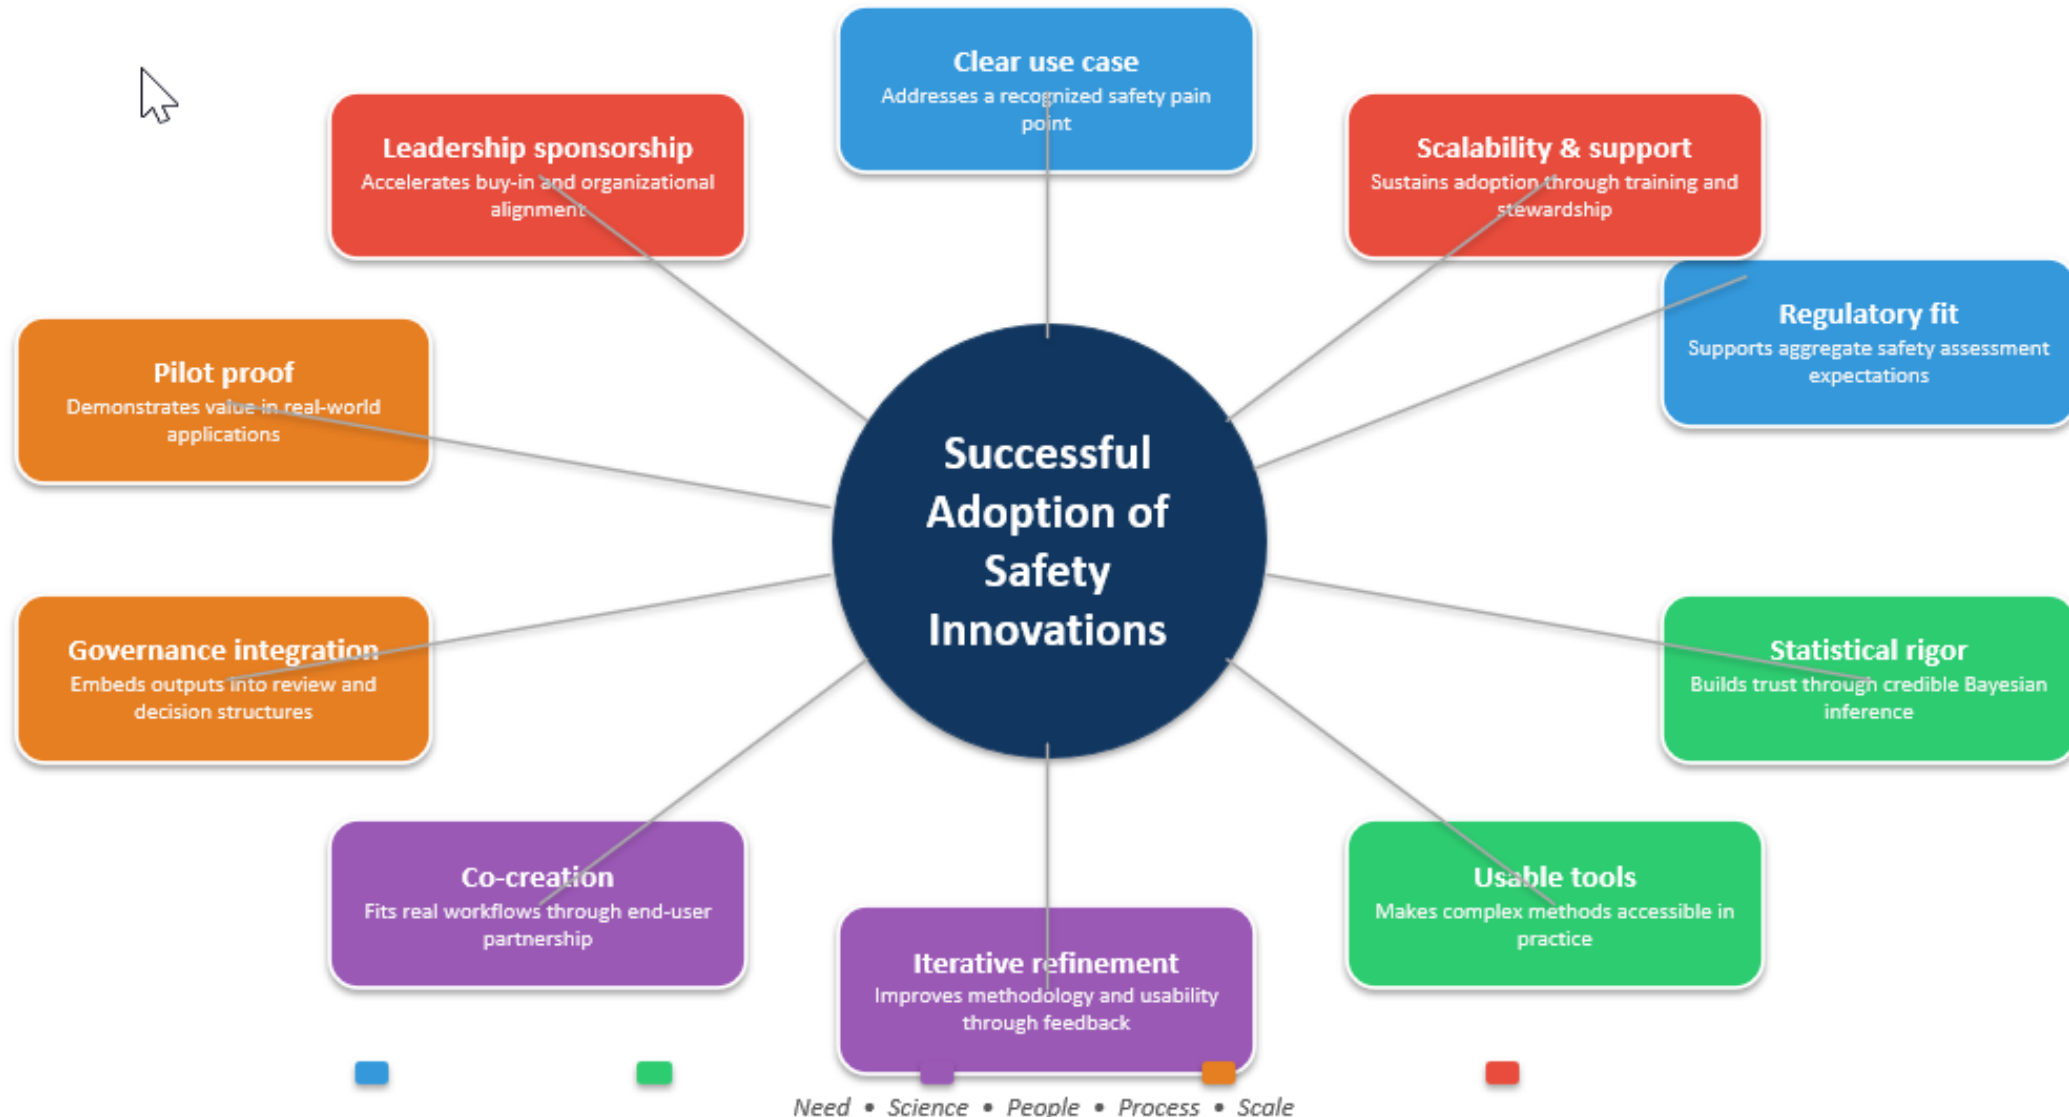 Clear use case
Addresses a recognized safety pain
point
Leadership sponsorship
Accelerates buy-in and organizational
alignment
Scalability & support
Sustains adoption through training and
stewardship
Regulatory fit
Supports aggregate safety assessment
expectations
Pilot proof
Demonstrates value in real-world
applications
Successful
Adoption of
Safety
Innovations
Governance integration
Embeds outputs into review and
decision structures
Statistical rigor
Builds trust through credible Bayesian
inference
Co-creation
Fits real workflows through end-user
partnership
Usable tools
Makes complex methods accessible in
practice
Iterative refinement
Improves methodology and usability
through feedback
Need • Science • People • Process • Scale